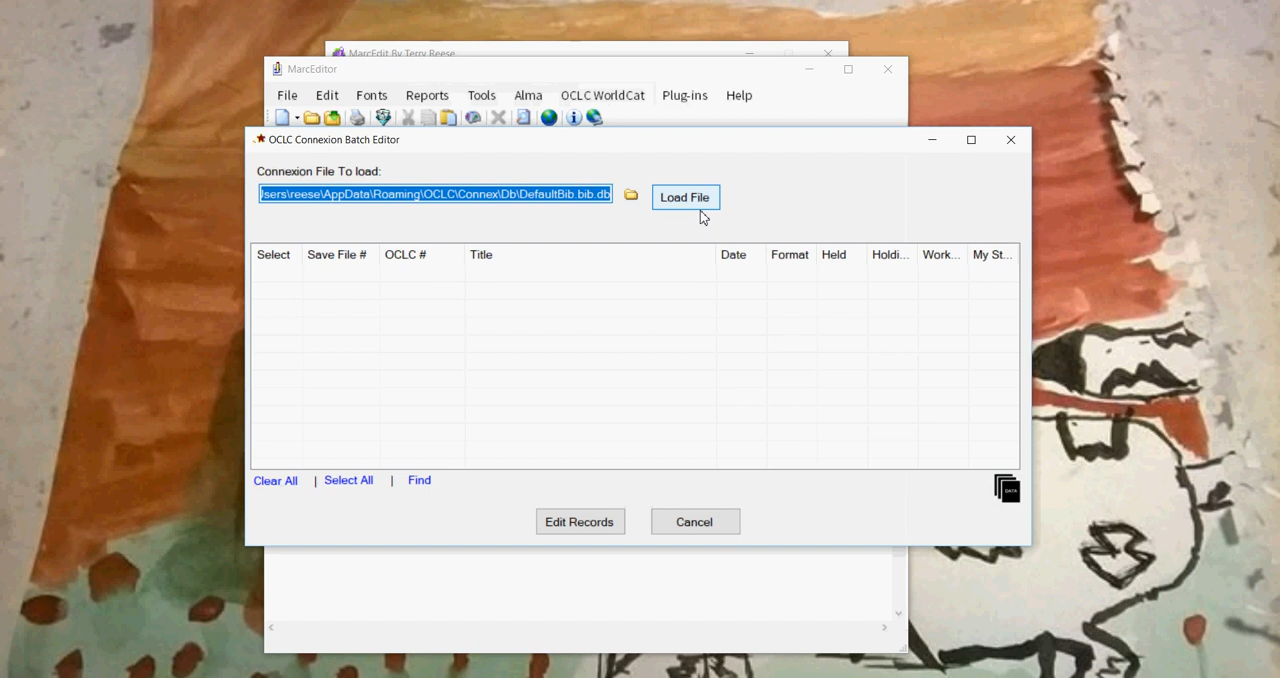 MarcEdit By Terry Reese
MarcEditor
File Edit Fonts Reports Tools Alma OCLC WorldCat Plug-ins Help
OCLC Connexion Batch Editor
Connexion File To load:
Jsers\reese\AppData\Roaming\OCLC\Connex\Db\DefaultBib.bib.db Load File
Select Save File # OCLC # Title Date Format Held Holdi... Work... My St...
Clear All | Select All | Find
DATA
Edit Records Cancel